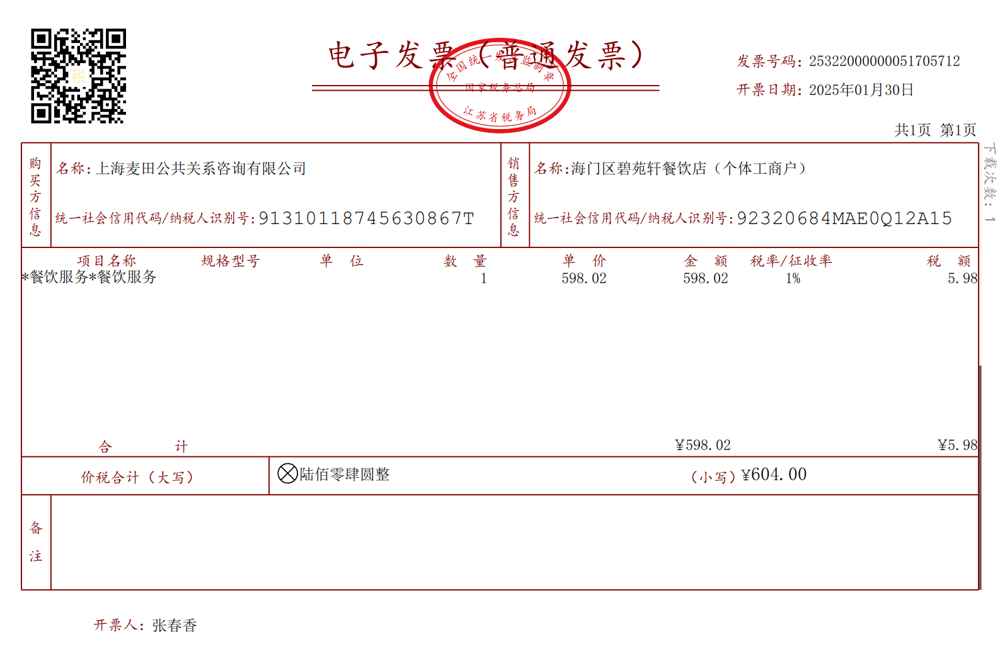 电子发票（普通发票）
全国统一发票监制章
国家税务总局
江苏省税务局
税
发票号码：25322000000051705712
开票日期：2025年01月30日
共1页 第1页
下载次数：1
购买方信息
名称：上海麦田公共关系咨询有限公司
统一社会信用代码/纳税人识别号：91310118745630867T
销售方信息
名称：海门区碧苑轩餐饮店（个体工商户）
统一社会信用代码/纳税人识别号：92320684MAE0Q12A15
项目名称 规格型号 单 位 数 量 单 价 金 额 税率/征收率 税 额
*餐饮服务*餐饮服务 1 598.02 598.02 1% 5.98
合 计 ¥598.02 ¥5.98
价税合计（大写） ⊗陆佰零肆圆整 （小写）¥604.00
备注
开票人：张春香